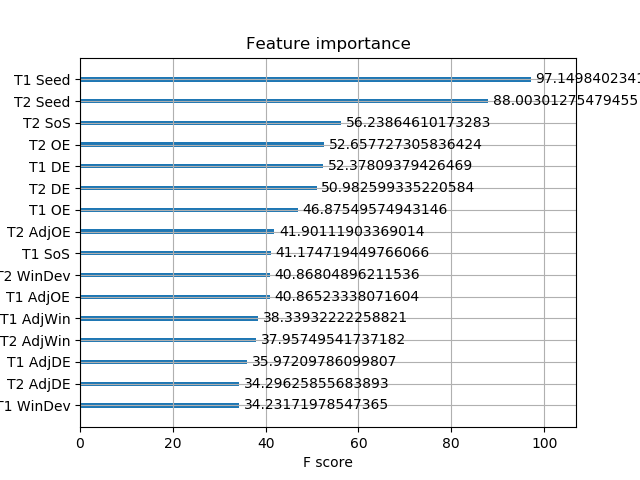 Feature importance
T1 Seed 97.1498402341
T2 Seed 88.00301275479455
T2 SoS 56.23864610173283
T2 OE 52.657727305836424
T1 DE 52.37809379426469
T2 DE 50.982599335220584
T1 OE 46.87549574943146
T2 AdjOE 41.90111903369014
T1 SoS 41.174719449766066
T2 WinDev 40.86804896211536
T1 AdjOE 40.86523338071604
T1 AdjWin 38.33932222258821
T2 AdjWin 37.95749541737182
T1 AdjDE 35.97209786099807
T2 AdjDE 34.29625855683893
T1 WinDev 34.23171978547365
0 20 40 60 80 100
F score